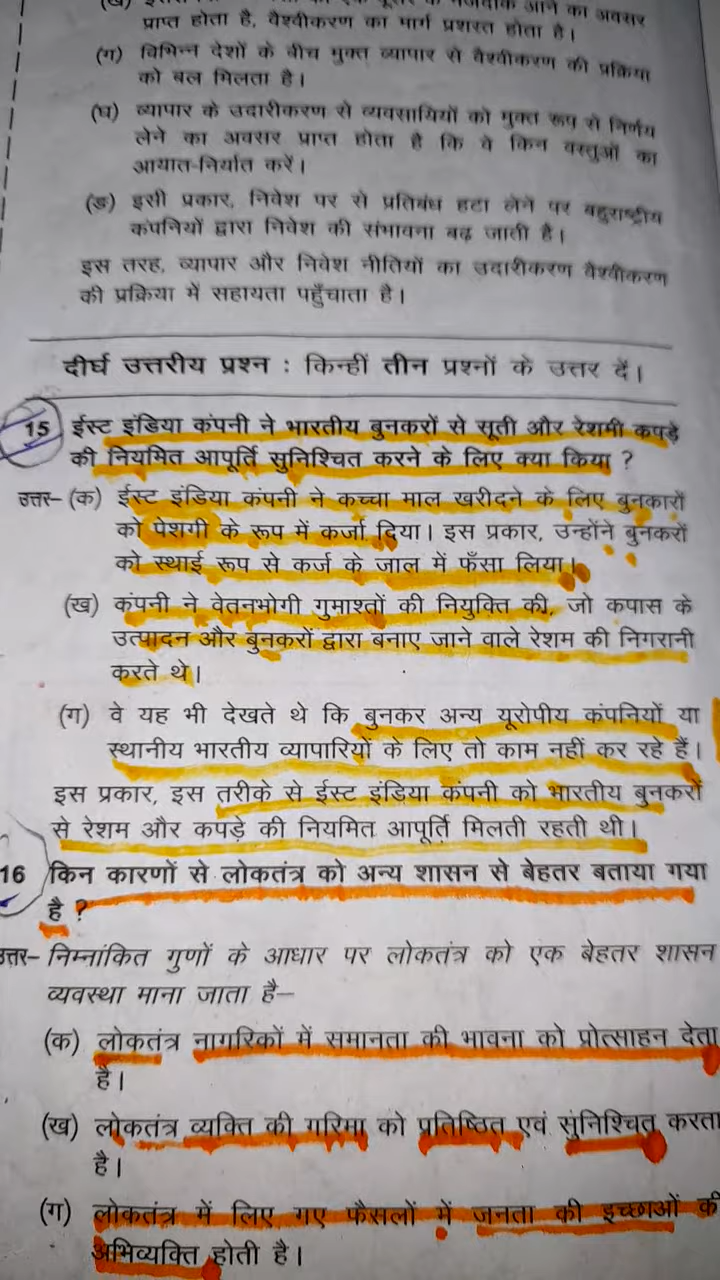 प्राप्त होता है, वैश्वीकरण का मार्ग प्रशस्त होता है।
(ग) विभिन्न देशों के बीच मुक्त व्यापार से वैश्वीकरण की प्रक्रिया
को बल मिलता है।
(घ) व्यापार के उदारीकरण से व्यवसायियों को मुक्त रूप से निर्णय
लेने का अवसर प्राप्त होता है कि वे किन वस्तुओं का
आयात-निर्यात करें।
(ङ) इसी प्रकार, निवेश पर से प्रतिबंध हटा लेने पर बहुराष्ट्रीय
कंपनियों द्वारा निवेश की संभावना बढ़ जाती है।
इस तरह, व्यापार और निवेश नीतियों का उदारीकरण वैश्वीकरण
की प्रक्रिया में सहायता पहुँचाता है।
दीर्घ उत्तरीय प्रश्न : किन्हीं तीन प्रश्नों के उत्तर दें।
15 ईस्ट इंडिया कंपनी ने भारतीय बुनकरों से सूती और रेशमी कपड़े
की नियमित आपूर्ति सुनिश्चित करने के लिए क्या किया ?
उत्तर– (क) ईस्ट इंडिया कंपनी ने कच्चा माल खरीदने के लिए बुनकारों
को पेशगी के रूप में कर्जा दिया। इस प्रकार, उन्होंने बुनकरों
को स्थाई रूप से कर्ज के जाल में फँसा लिया।
(ख) कंपनी ने वेतनभोगी गुमाश्तों की नियुक्ति की, जो कपास के
उत्पादन और बुनकरों द्वारा बनाए जाने वाले रेशम की निगरानी
करते थे।
(ग) वे यह भी देखते थे कि बुनकर अन्य यूरोपीय कंपनियों या
स्थानीय भारतीय व्यापारियों के लिए तो काम नहीं कर रहे हैं।
इस प्रकार, इस तरीके से ईस्ट इंडिया कंपनी को भारतीय बुनकरों
से रेशम और कपड़े की नियमित आपूर्ति मिलती रहती थी।
16 किन कारणों से लोकतंत्र को अन्य शासन से बेहतर बताया गया
है ?
उत्तर– निम्नांकित गुणों के आधार पर लोकतंत्र को एक बेहतर शासन
व्यवस्था माना जाता है–
(क) लोकतंत्र नागरिकों में समानता की भावना को प्रोत्साहन देता
है।
(ख) लोकतंत्र व्यक्ति की गरिमा को प्रतिष्ठित एवं सुनिश्चित करता
है।
(ग) लोकतंत्र में लिए गए फैसलों में जनता की इच्छाओं की
अभिव्यक्ति होती है।